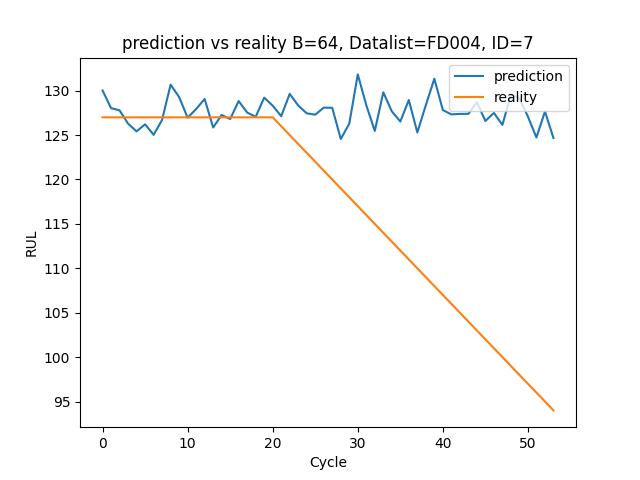 prediction vs reality B=64, Datalist=FD004, ID=7
prediction
reality
130
125
120
115
110
105
100
95
RUL
0 10 20 30 40 50
Cycle